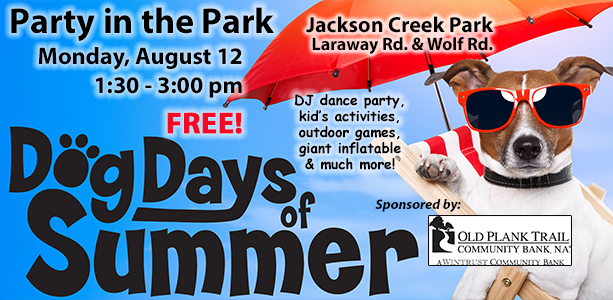 Party in the Park
Monday, August 12
1:30 - 3:00 pm
FREE!
Jackson Creek Park
Laraway Rd. & Wolf Rd.
DJ dance party,
kid's activities,
outdoor games,
giant inflatable
& much more!
Dog Days
of
Summer
Sponsored by:
OLD PLANK TRAIL
COMMUNITY BANK, NA
A WINTRUST COMMUNITY BANK